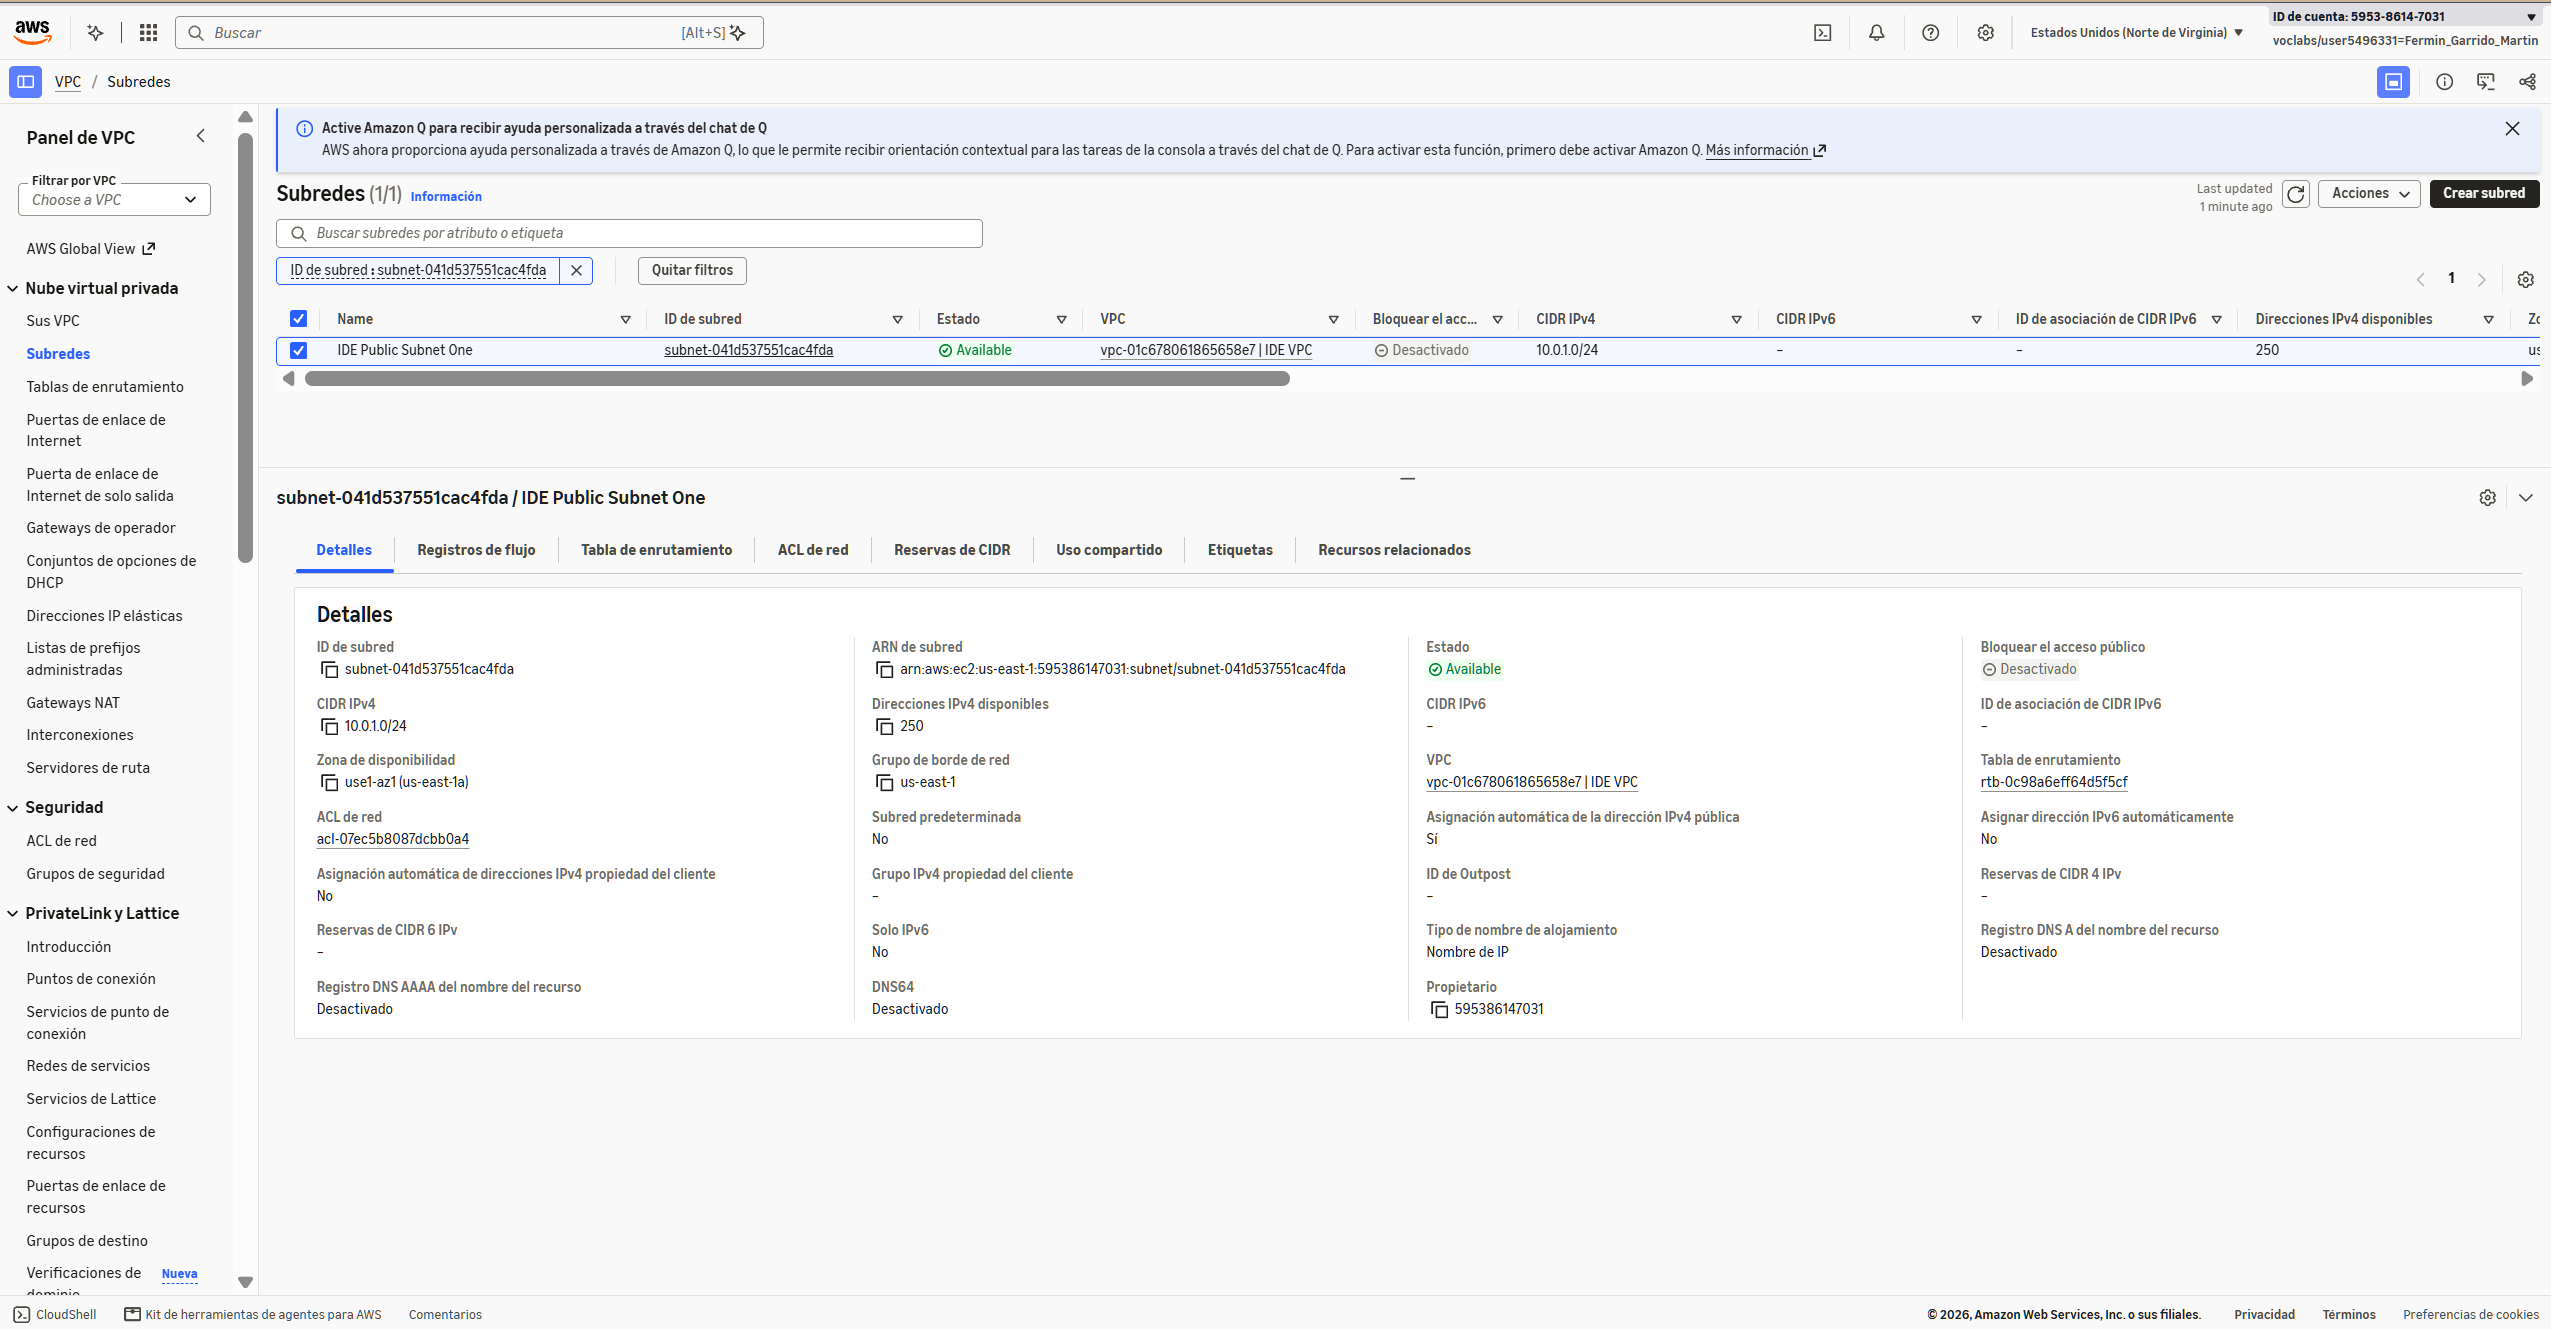 aws
Buscar
[Alt+S]
Estados Unidos (Norte de Virginia)
ID de cuenta: 5953-8614-7031
voclabs/user5496331=Fermin_Garrido_Martin
VPC / Subredes
Panel de VPC
Filtrar por VPC
Choose a VPC
AWS Global View
Nube virtual privada
Sus VPC
Subredes
Tablas de enrutamiento
Puertas de enlace de
Internet
Puerta de enlace de
Internet de solo salida
Gateways de operador
Conjuntos de opciones de
DHCP
Direcciones IP elásticas
Listas de prefijos
administradas
Gateways NAT
Interconexiones
Servidores de ruta
Seguridad
ACL de red
Grupos de seguridad
PrivateLink y Lattice
Introducción
Puntos de conexión
Servicios de punto de
conexión
Redes de servicios
Servicios de Lattice
Configuraciones de
recursos
Puertas de enlace de
recursos
Grupos de destino
Verificaciones de Nueva
dominio
Active Amazon Q para recibir ayuda personalizada a través del chat de Q
AWS ahora proporciona ayuda personalizada a través de Amazon Q, lo que le permite recibir orientación contextual para las tareas de la consola a través del chat de Q. Para activar esta función, primero debe activar Amazon Q. Más información
Subredes (1/1) Información
Last updated
1 minute ago
Acciones
Crear subred
Buscar subredes por atributo o etiqueta
ID de subred : subnet-041d537551cac4fda
Quitar filtros
1
Name ID de subred Estado VPC Bloquear el acc... CIDR IPv4 CIDR IPv6 ID de asociación de CIDR IPv6 Direcciones IPv4 disponibles Zo
IDE Public Subnet One subnet-041d537551cac4fda Available vpc-01c678061865658e7 | IDE VPC Desactivado 10.0.1.0/24 – – 250 us
subnet-041d537551cac4fda / IDE Public Subnet One
Detalles Registros de flujo Tabla de enrutamiento ACL de red Reservas de CIDR Uso compartido Etiquetas Recursos relacionados
Detalles
ID de subred
subnet-041d537551cac4fda
CIDR IPv4
10.0.1.0/24
Zona de disponibilidad
use1-az1 (us-east-1a)
ACL de red
acl-07ec5b8087dcbb0a4
Asignación automática de direcciones IPv4 propiedad del cliente
No
Reservas de CIDR 6 IPv
–
Registro DNS AAAA del nombre del recurso
Desactivado
ARN de subred
arn:aws:ec2:us-east-1:595386147031:subnet/subnet-041d537551cac4fda
Direcciones IPv4 disponibles
250
Grupo de borde de red
us-east-1
Subred predeterminada
No
Grupo IPv4 propiedad del cliente
–
Solo IPv6
No
DNS64
Desactivado
Estado
Available
CIDR IPv6
–
VPC
vpc-01c678061865658e7 | IDE VPC
Asignación automática de la dirección IPv4 pública
Sí
ID de Outpost
–
Tipo de nombre de alojamiento
Nombre de IP
Propietario
595386147031
Bloquear el acceso público
Desactivado
ID de asociación de CIDR IPv6
–
Tabla de enrutamiento
rtb-0c98a6eff64d5f5cf
Asignar dirección IPv6 automáticamente
No
Reservas de CIDR 4 IPv
–
Registro DNS A del nombre del recurso
Desactivado
CloudShell Kit de herramientas de agentes para AWS Comentarios
© 2026, Amazon Web Services, Inc. o sus filiales. Privacidad Términos Preferencias de cookies